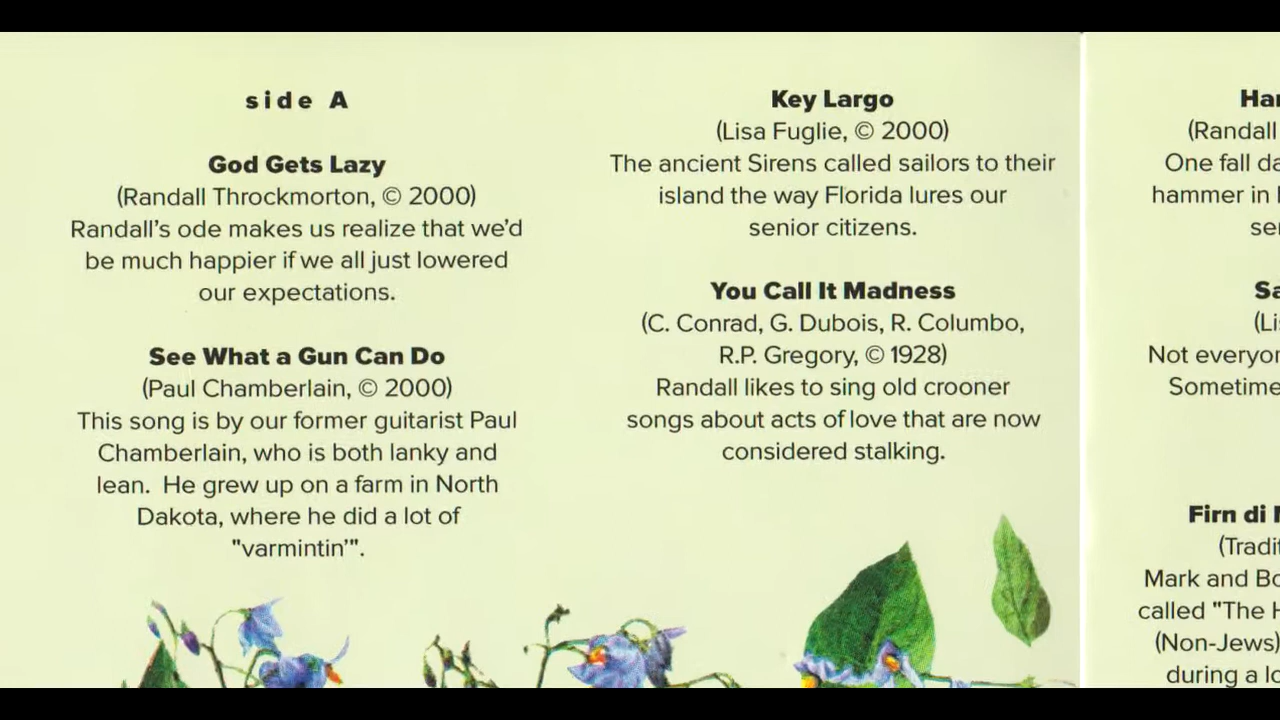 side A
God Gets Lazy
(Randall Throckmorton, © 2000)
Randall's ode makes us realize that we'd
be much happier if we all just lowered
our expectations.
See What a Gun Can Do
(Paul Chamberlain, © 2000)
This song is by our former guitarist Paul
Chamberlain, who is both lanky and
lean.  He grew up on a farm in North
Dakota, where he did a lot of
"varmintin'".
Key Largo
(Lisa Fuglie, © 2000)
The ancient Sirens called sailors to their
island the way Florida lures our
senior citizens.
You Call It Madness
(C. Conrad, G. Dubois, R. Columbo,
R.P. Gregory, © 1928)
Randall likes to sing old crooner
songs about acts of love that are now
considered stalking.
(Randall
One fall
hammer in
Not everyon
Sometime
Firn di
(Tradit
Mark and
called "The
(Non-Jews)
during a